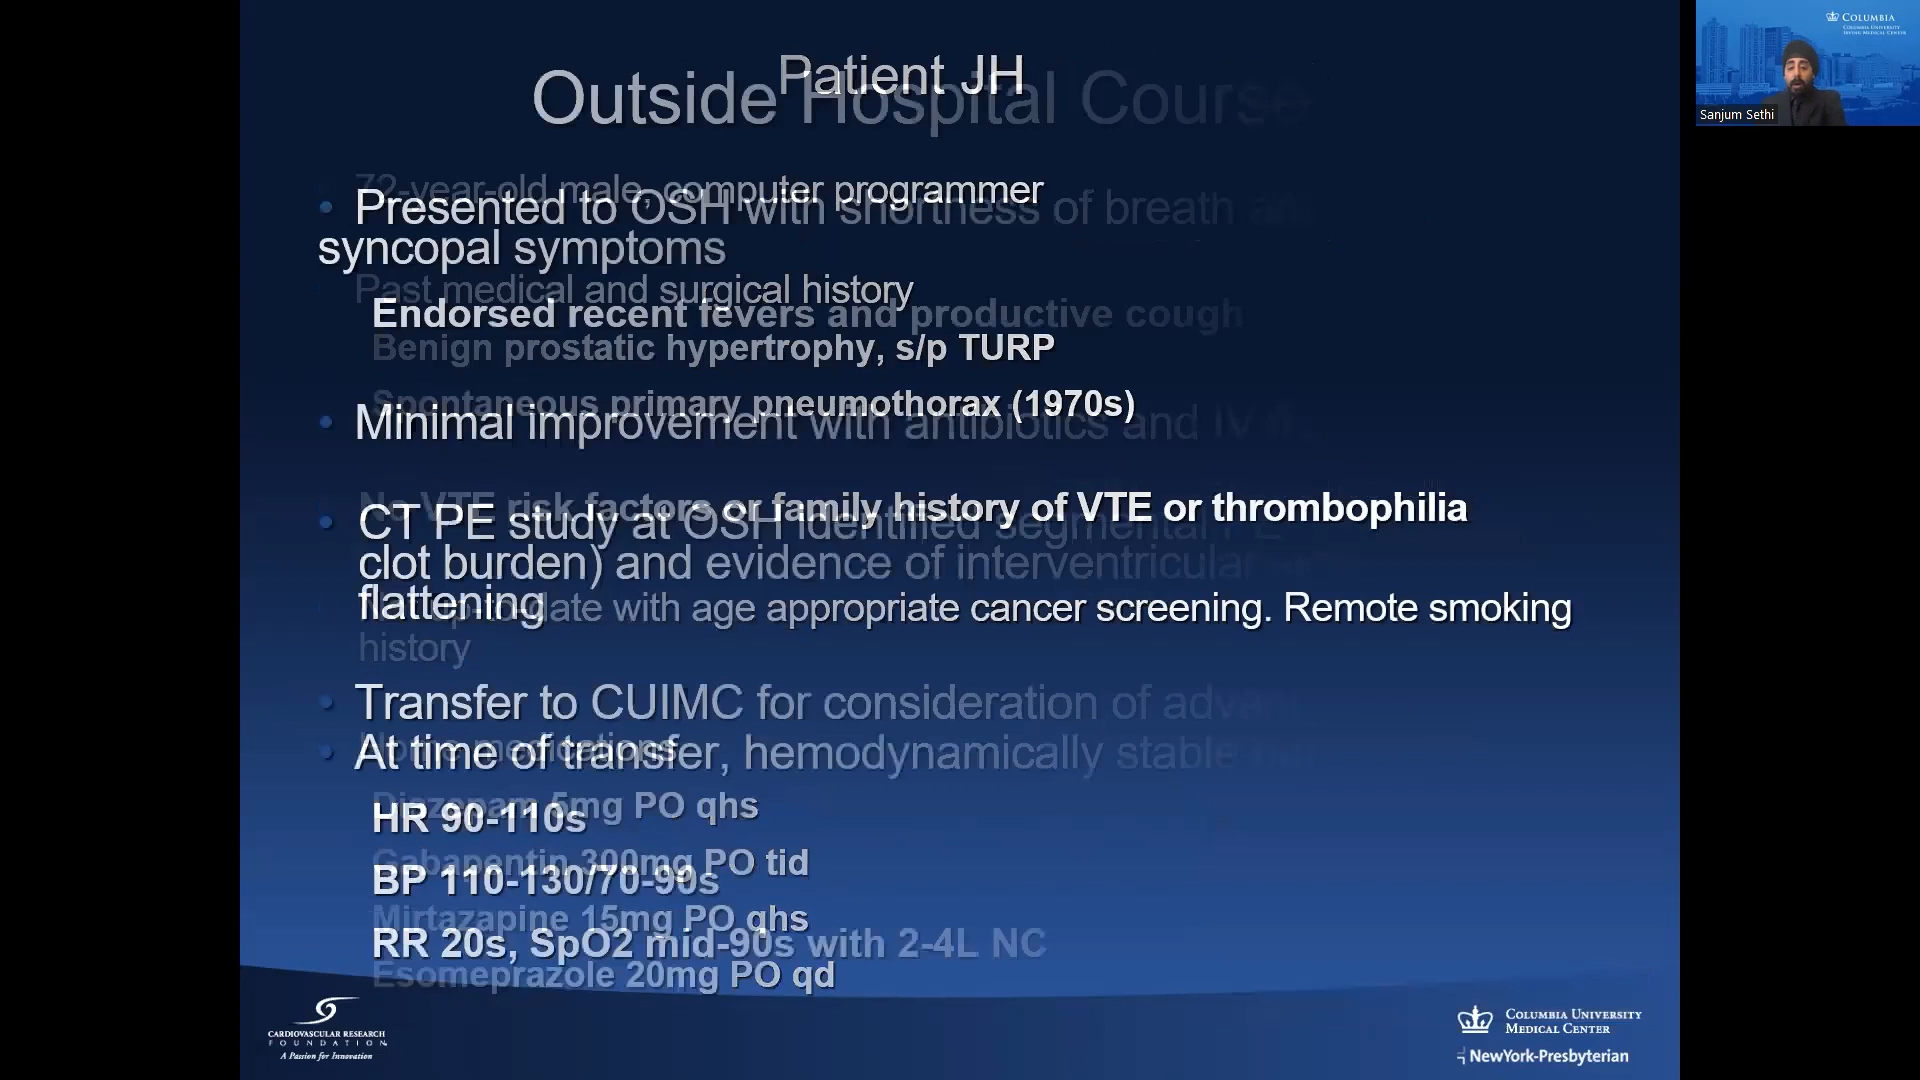 Patient JH
Outside Hospital Course
72-year-old male, computer programmer
Presented to OSH with shortness of breath
syncopal symptoms
Past medical and surgical history
Endorsed recent fevers and productive cough
Benign prostatic hypertrophy, s/p TURP
Spontaneous primary pneumothorax (1970s)
Minimal improvement with antibiotics and IV
No VTE risk factors or family history of VTE or thrombophilia
CT PE study at OSH identified segmental PE
clot burden) and evidence of interventricular
flattening
up-to-date with age appropriate cancer screening. Remote smoking
history
Transfer to CUIMC for consideration of
Home medications
At time of transfer, hemodynamically stable
Diazepam 5mg PO qhs
HR 90-110s
Gabapentin 300mg PO tid
BP 110-130/70-90s
Mirtazapine 15mg PO qhs
RR 20s, SpO2 mid-90s with 2-4L NC
Esomeprazole 20mg PO qd
CARDIOVASCULAR RESEARCH
FOUNDATION
A Passion for Innovation
COLUMBIA UNIVERSITY
MEDICAL CENTER
NewYork-Presbyterian
COLUMBIA
COLUMBIA UNIVERSITY
IRVING MEDICAL CENTER
Sanjum Sethi